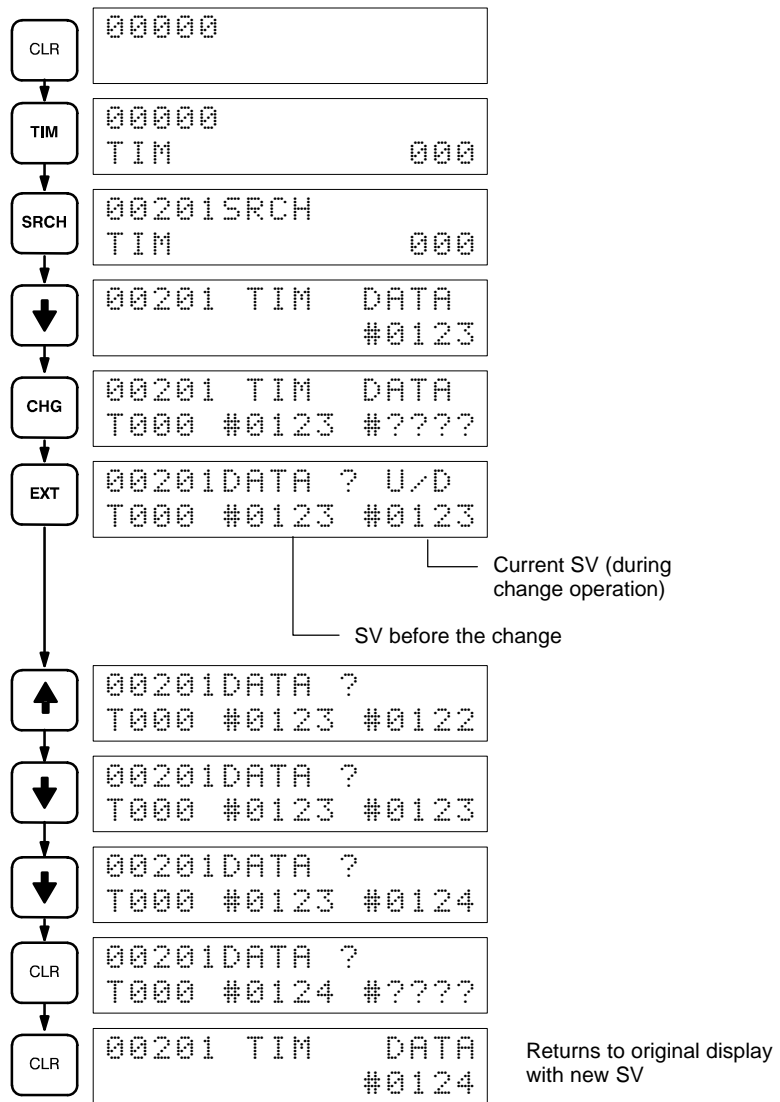 CLR
00000
TIM
00000
TIM 000
SRCH
00201SRCH
TIM 000
00201 TIM DATA
#0123
CHG
00201 TIM DATA
T000 #0123 #????
EXT
00201DATA ? U/D
T000 #0123 #0123
Current SV (during
change operation)
SV before the change
00201DATA ?
T000 #0123 #0122
00201DATA ?
T000 #0123 #0123
00201DATA ?
T000 #0123 #0124
CLR
00201DATA ?
T000 #0124 #????
CLR
00201 TIM DATA
#0124
Returns to original display
with new SV